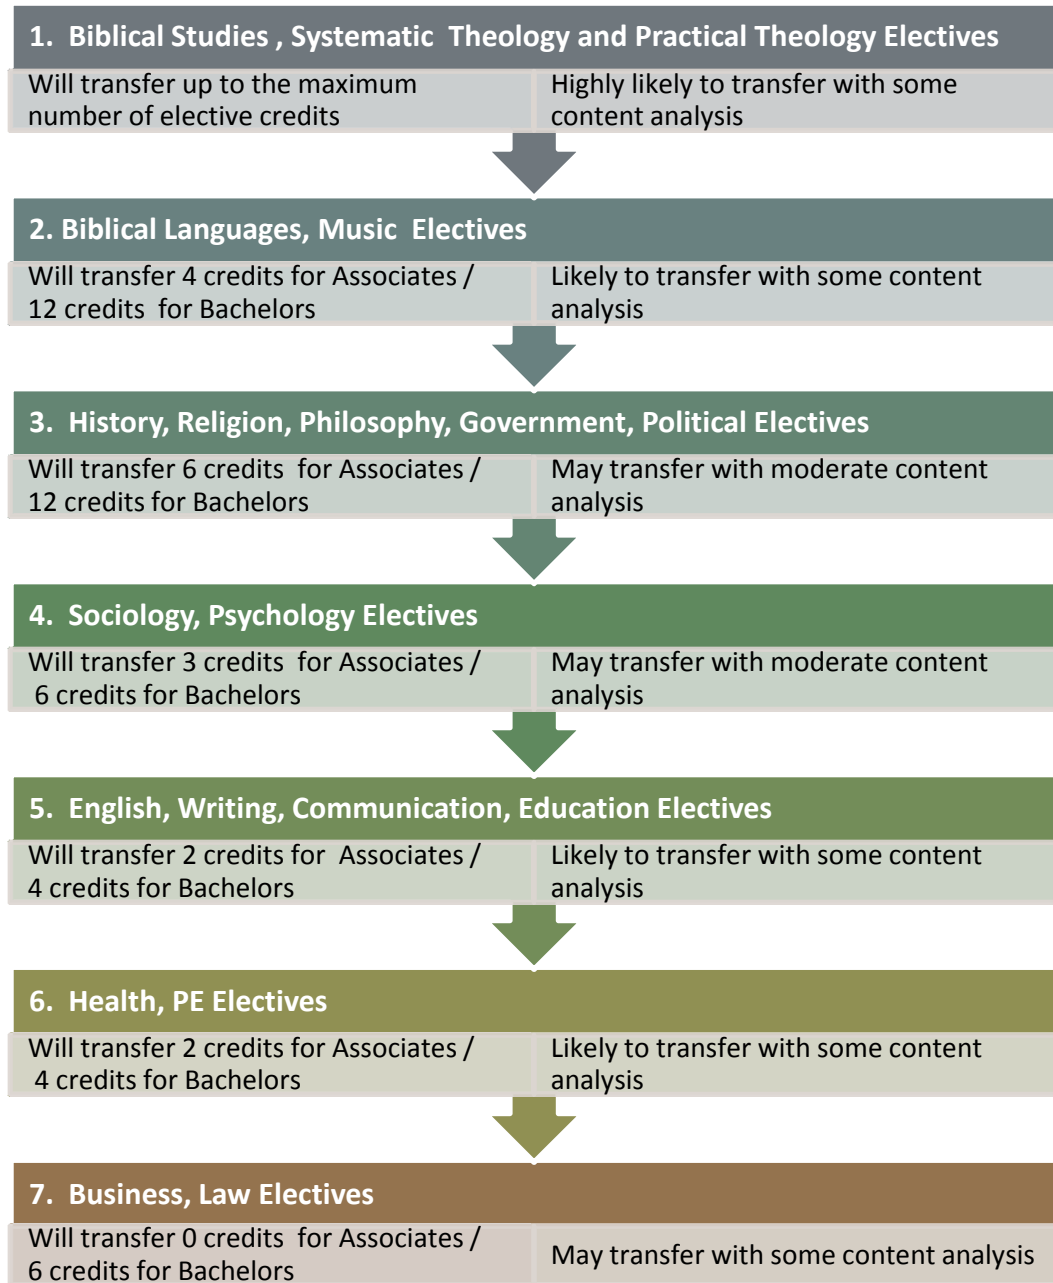 1. Biblical Studies , Systematic Theology and Practical Theology Electives
Will transfer up to the maximum
number of elective credits
Highly likely to transfer with some
content analysis
2. Biblical Languages, Music Electives
Will transfer 4 credits for Associates /
12 credits for Bachelors
Likely to transfer with some content
analysis
3. History, Religion, Philosophy, Government, Political Electives
Will transfer 6 credits for Associates /
12 credits for Bachelors
May transfer with moderate content
analysis
4. Sociology, Psychology Electives
Will transfer 3 credits for Associates /
6 credits for Bachelors
May transfer with moderate content
analysis
5. English, Writing, Communication, Education Electives
Will transfer 2 credits for Associates /
4 credits for Bachelors
Likely to transfer with some content
analysis
6. Health, PE Electives
Will transfer 2 credits for Associates /
4 credits for Bachelors
Likely to transfer with some content
analysis
7. Business, Law Electives
Will transfer 0 credits for Associates /
6 credits for Bachelors
May transfer with some content analysis